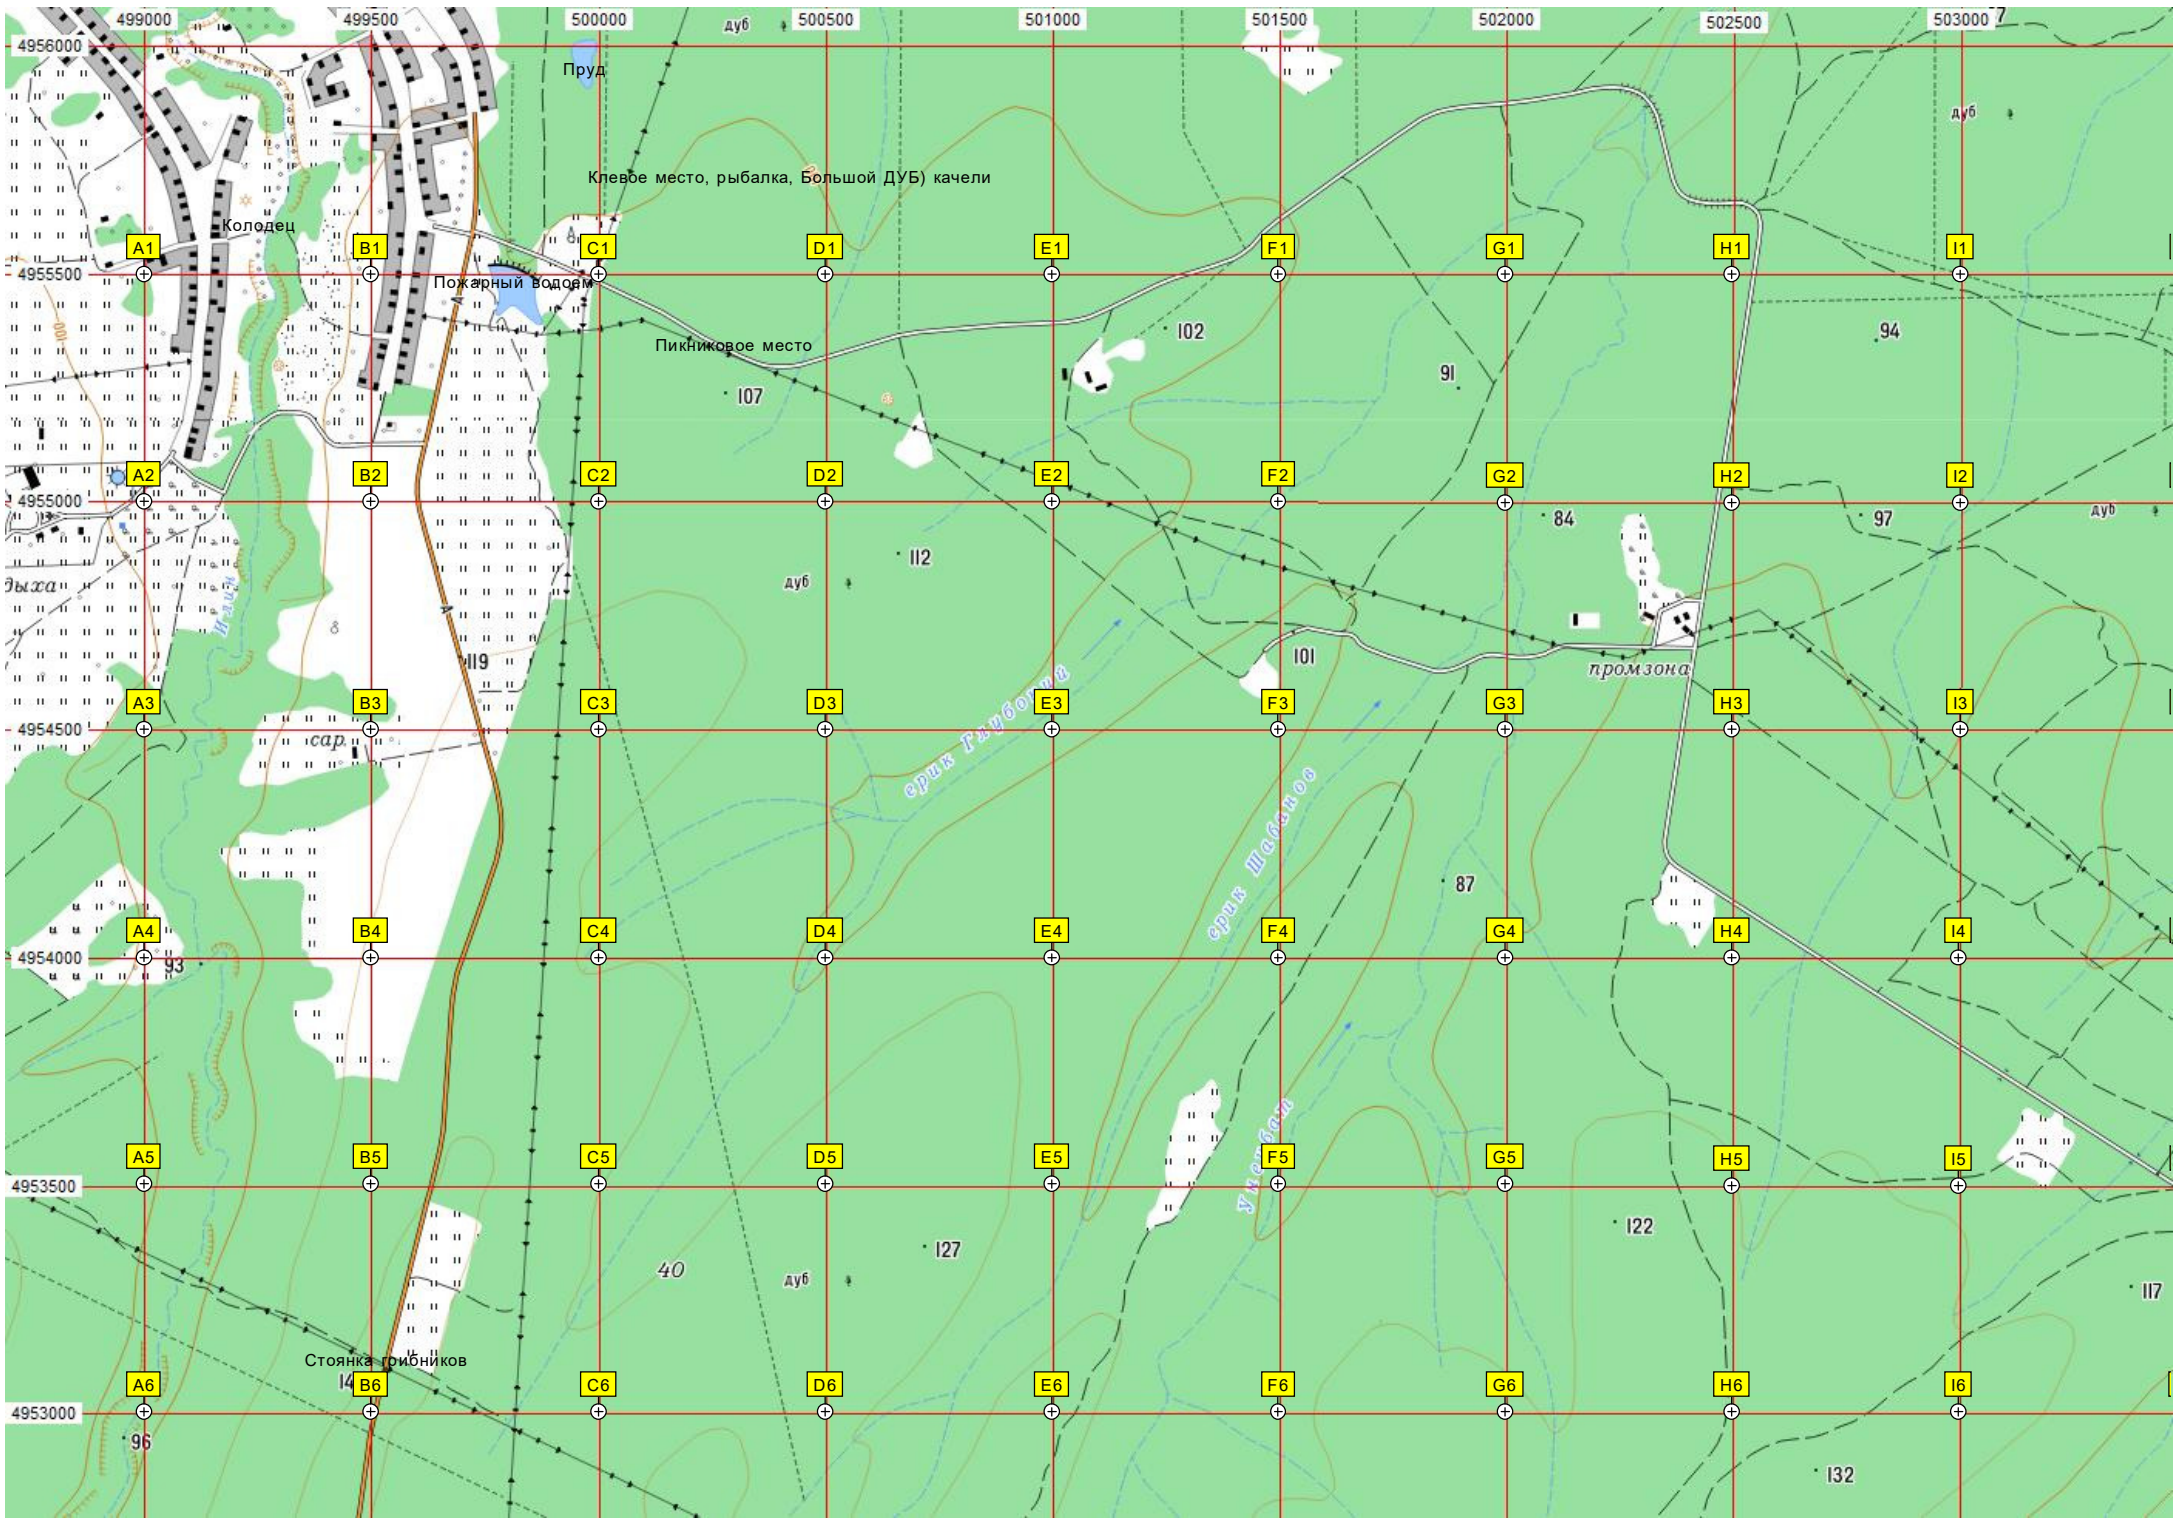 499000 499500 500000 500500 501000 501500 502000 502500 503000
4956000
дуб
Пруд
дуб
Клевое место, рыбалка, Большой ДУБ) качели
Колодец
A1 B1 C1 D1 E1 F1 G1 H1 I1
4955500
Пожарный водоем
А
100
102
94
Пикниковое место
91
107
A2 B2 C2 D2 E2 F2 G2 H2 I2
4955000
84
97
дуб
112
дуб
дыха
Илин
А
119
101
промзона
A3 B3 C3 D3 E3 F3 G3 H3 I3
4954500
сар.
ерик Глубокий
ерик Шабанов
87
A4 B4 C4 D4 E4 F4 G4 H4 I4
4954000
93
A5 B5 C5 D5 E5 F5 G5 H5 I5
4953500
Унербат
122
127
40
дуб
117
Стоянка грибников
14
A6 B6 C6 D6 E6 F6 G6 H6 I6
4953000
96
132